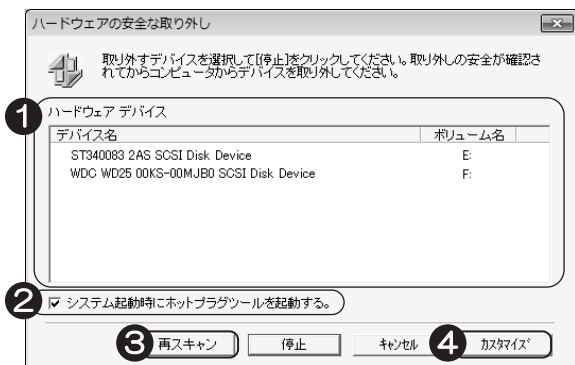 ハードウェアの安全な取り外し
取り外すデバイスを選択して[停止]をクリックしてください。取り外しの安全が確認さ
れてからコンピュータからデバイスを取り外してください。
1 ハードウェア デバイス
デバイス名 ボリューム名
ST340083 2AS SCSI Disk Device E:
WDC WD25 00KS-00MJB0 SCSI Disk Device F:
2 システム起動時にホットプラグツールを起動する。
3 再スキャン 停止 キャンセル 4 カスタマイズ